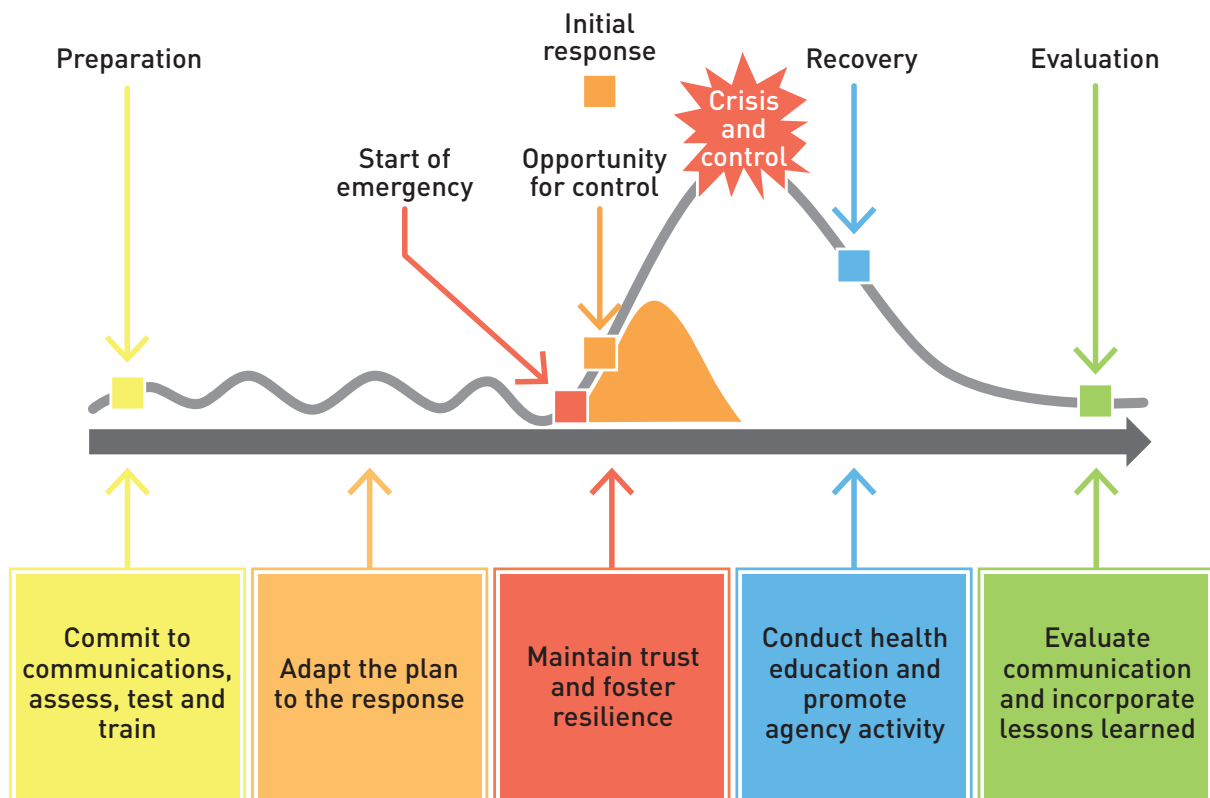 Preparation
Initial
response
Recovery
Evaluation
Start of
emergency
Opportunity
for control
Crisis
and
control
Commit to
communications,
assess, test and
train
Adapt the plan
to the response
Maintain trust
and foster
resilience
Conduct health
education and
promote
agency activity
Evaluate
communication
and incorporate
lessons learned